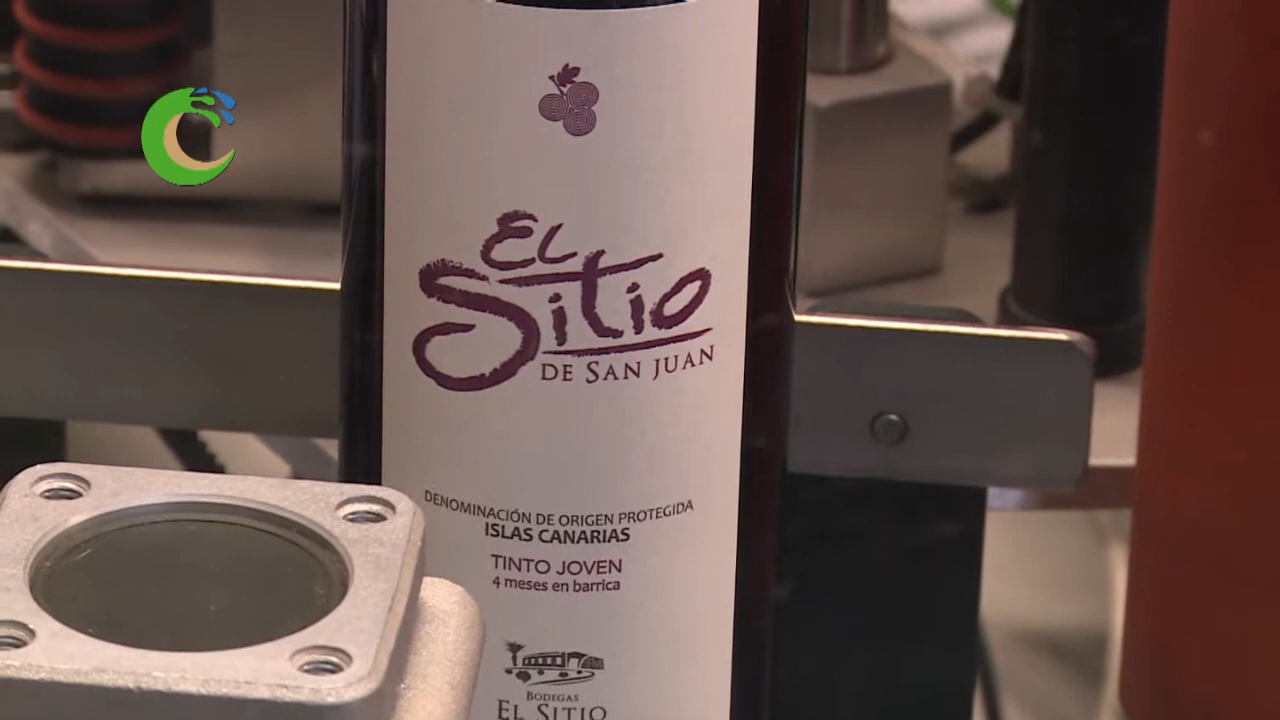 EL
SITIO
DE SAN JUAN
DENOMINACIÓN DE ORIGEN PROTEGIDA
ISLAS CANARIAS
TINTO JOVEN
4 meses en barrica
BODEGAS
EL SITIO